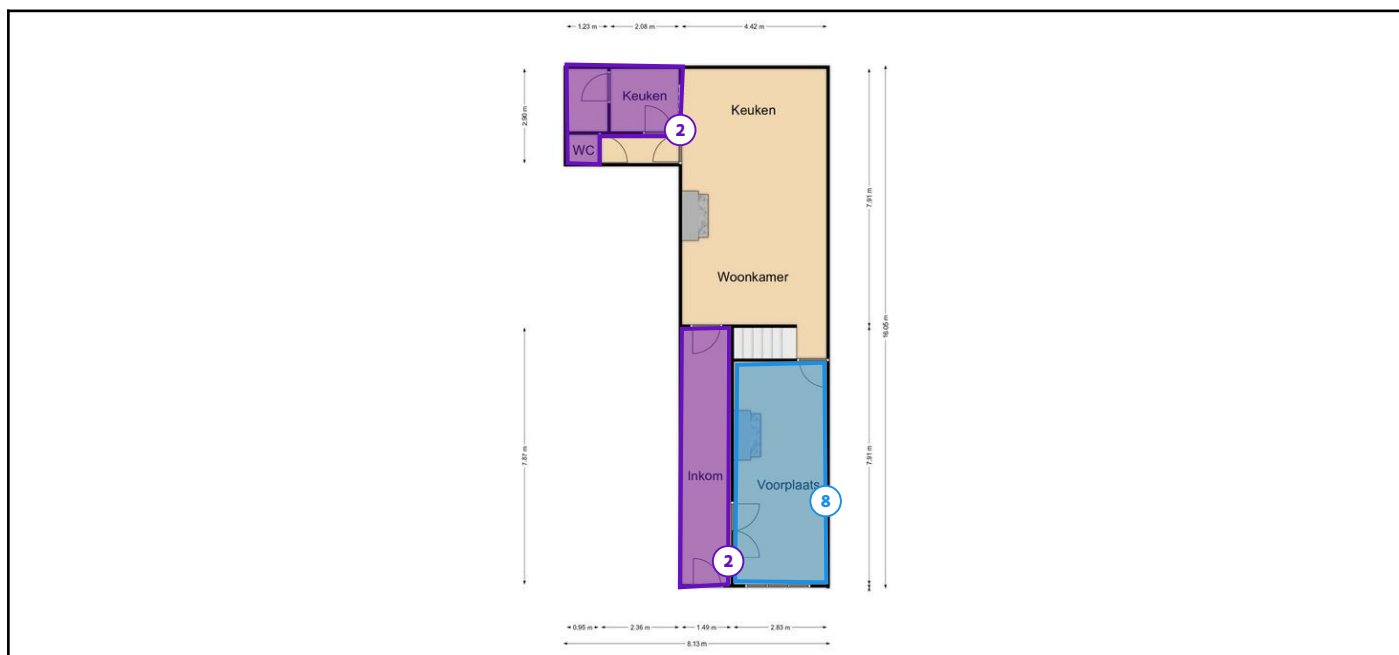 1.23 m
2.08 m
4.42 m
Keuken
Keuken
2
2.90 m
WC
7.91 m
Woonkamer
16.05 m
7.87 m
7.91 m
Inkom
Voorplaats
8
2
0.95 m
2.36 m
1.49 m
2.83 m
8.13 m